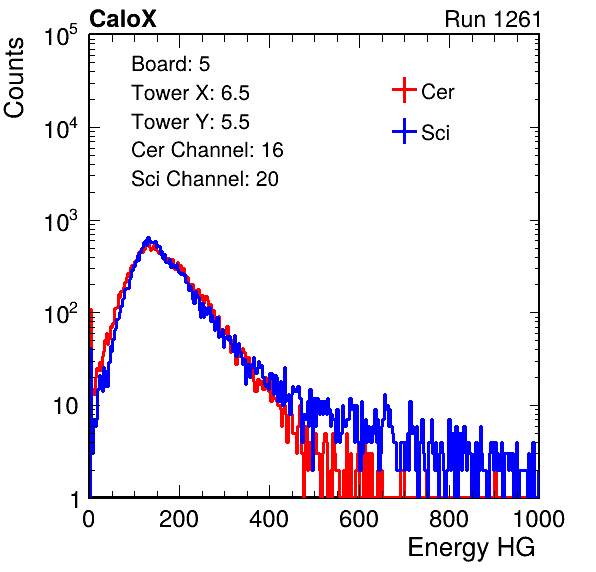 CaloX Run 1261
Counts
10^5
10^4
10^3
10^2
10
1
Board: 5
Tower X: 6.5
Tower Y: 5.5
Cer Channel: 16
Sci Channel: 20
Cer
Sci
0 200 400 600 800 1000
Energy HG